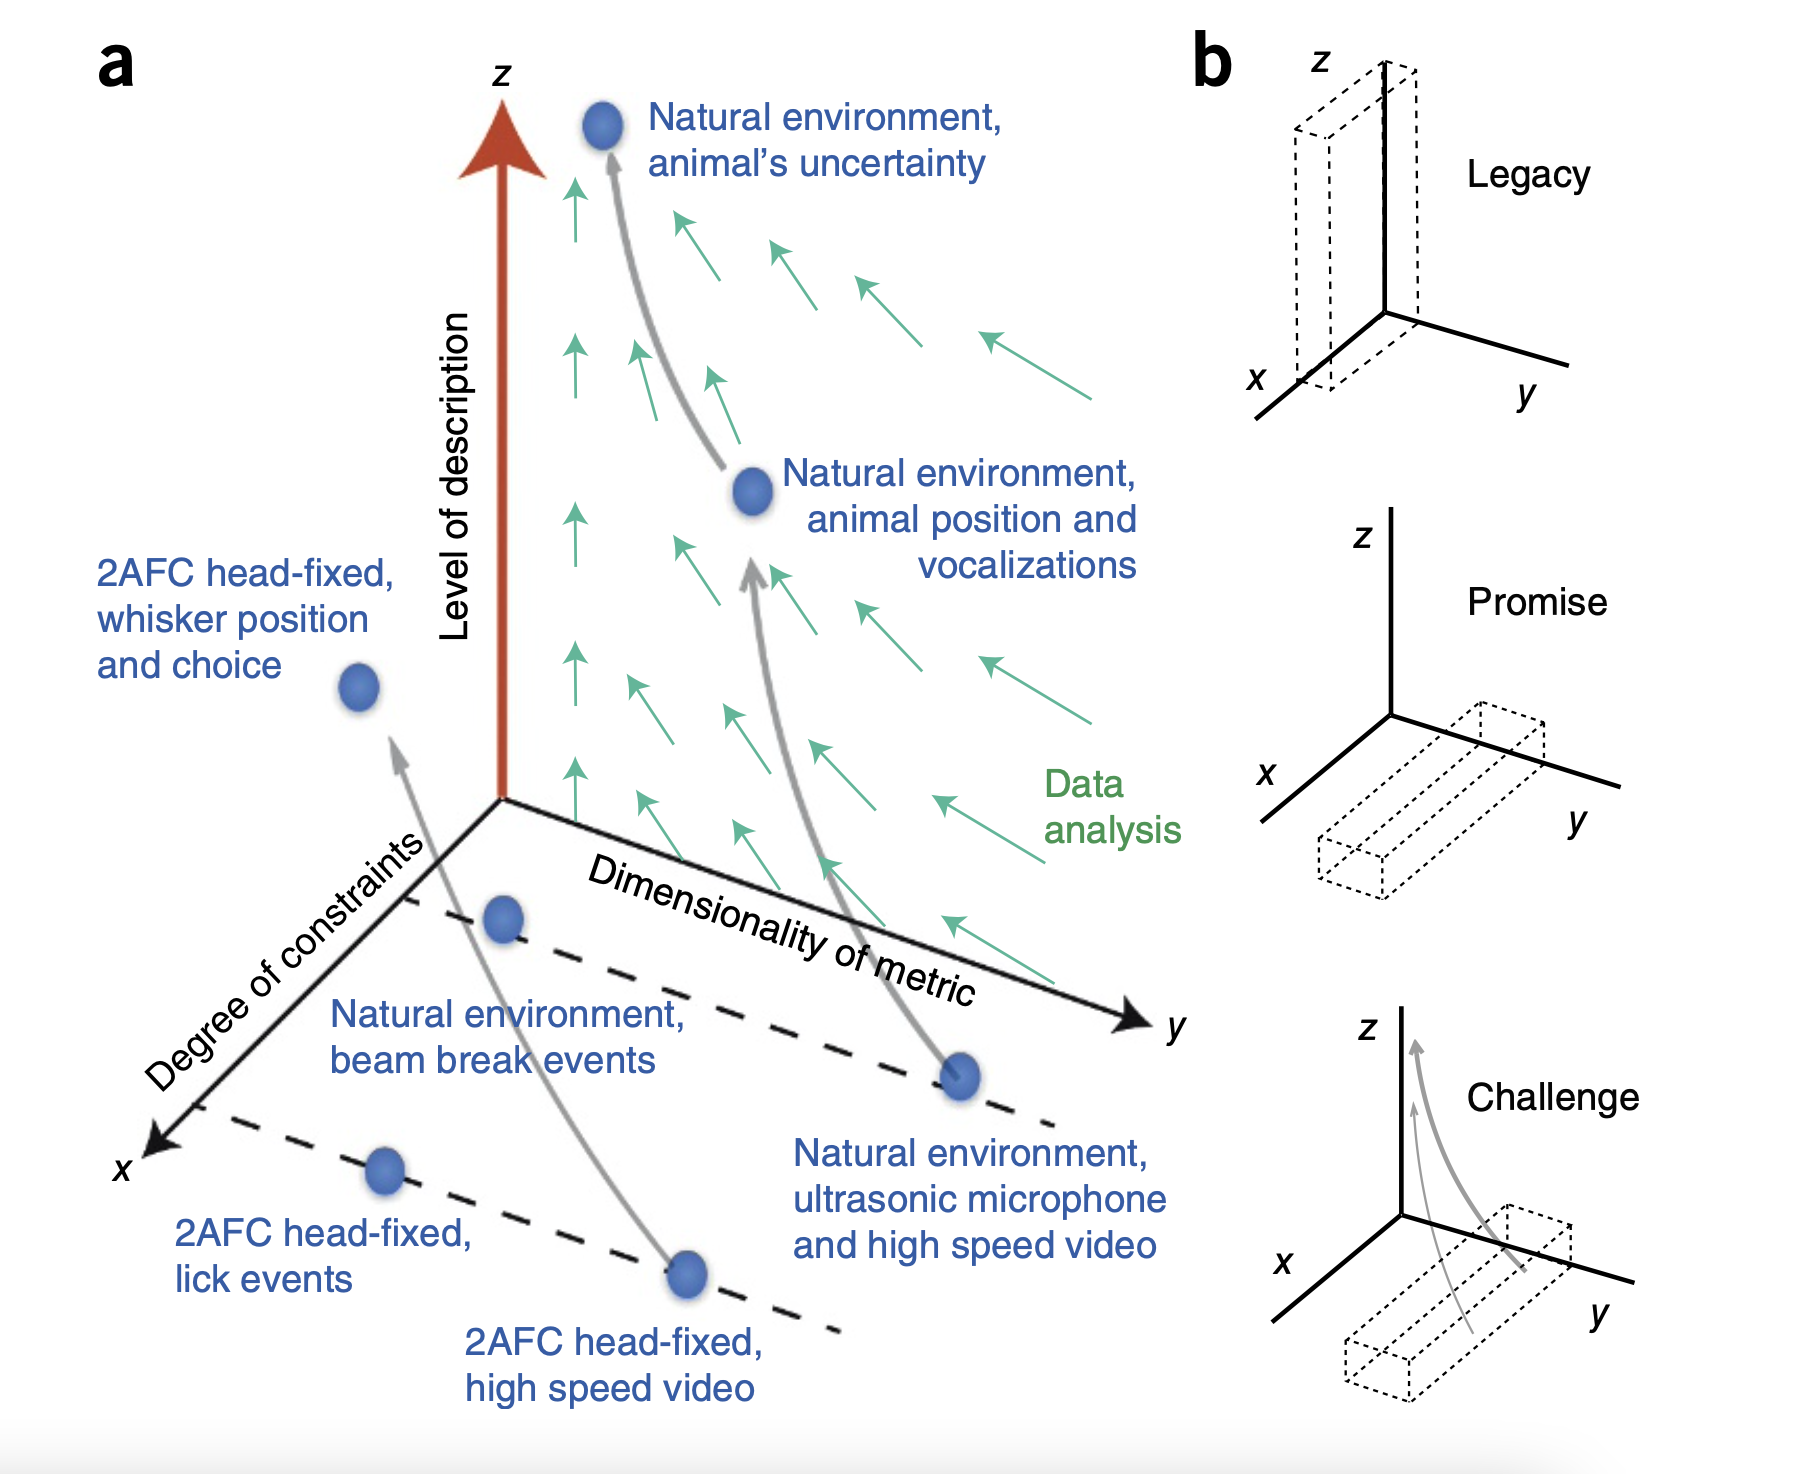 a
z
Natural environment,
animal's uncertainty
Level of description
Natural environment,
animal position and
vocalizations
2AFC head-fixed,
whisker position
and choice
Data
analysis
Degree of constraints
Dimensionality of metric
y
x
Natural environment,
beam break events
Natural environment,
ultrasonic microphone
and high speed video
2AFC head-fixed,
lick events
2AFC head-fixed,
high speed video
b
z
Legacy
x
y
z
Promise
x
y
z
Challenge
x
y